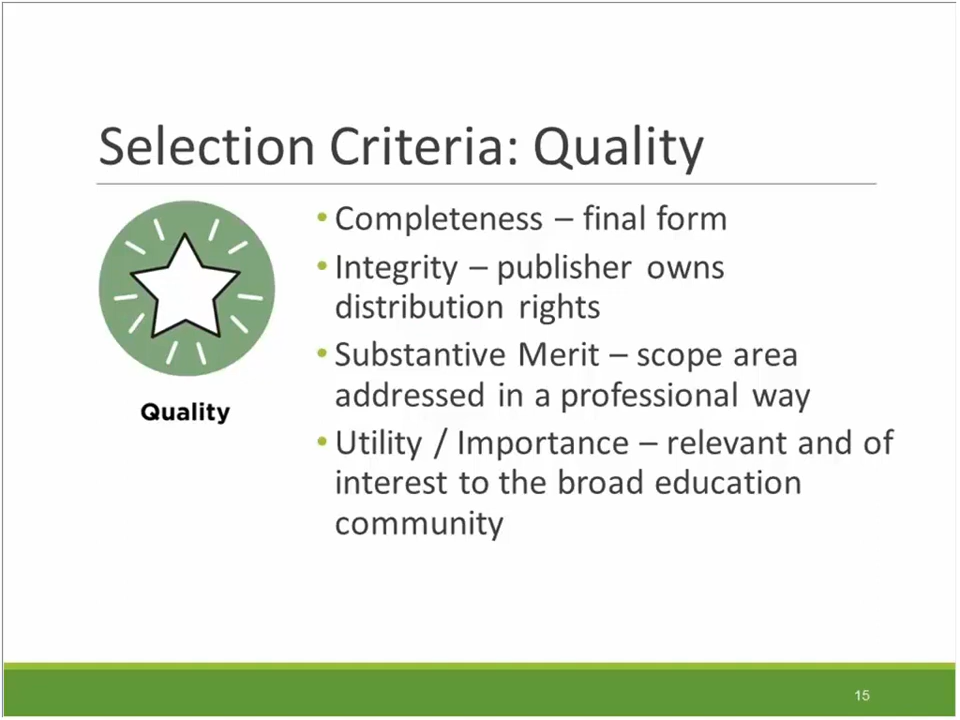 Selection Criteria: Quality
Quality
• Completeness – final form
• Integrity – publisher owns
distribution rights
• Substantive Merit – scope area
addressed in a professional way
• Utility / Importance – relevant and of
interest to the broad education
community
15